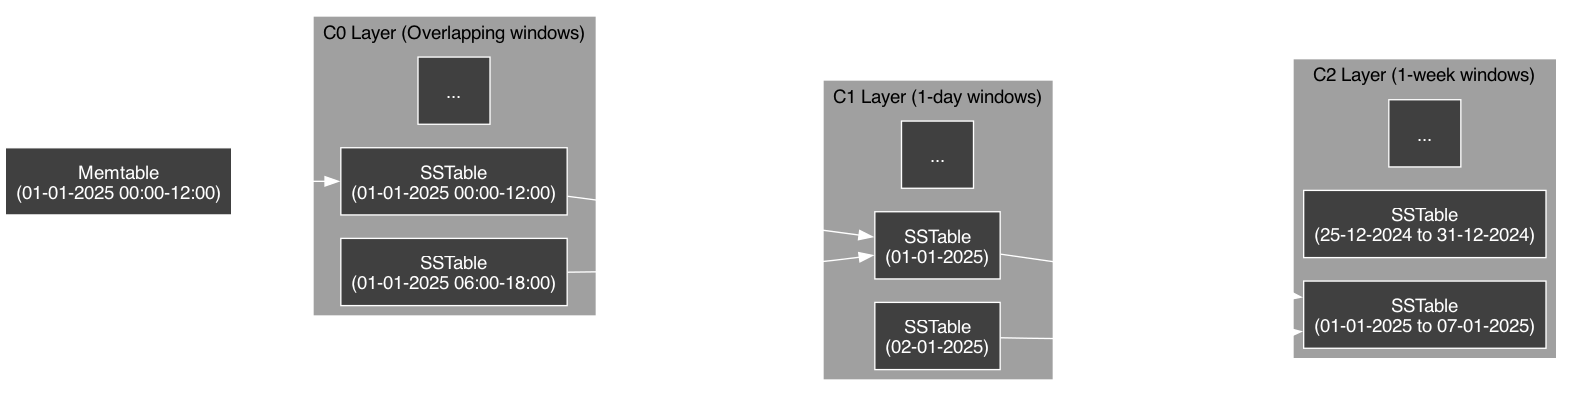 Memtable
(01-01-2025 00:00-12:00)
C0 Layer (Overlapping windows)
...
SSTable
(01-01-2025 00:00-12:00)
SSTable
(01-01-2025 06:00-18:00)
C1 Layer (1-day windows)
...
SSTable
(01-01-2025)
SSTable
(02-01-2025)
C2 Layer (1-week windows)
...
SSTable
(25-12-2024 to 31-12-2024)
SSTable
(01-01-2025 to 07-01-2025)